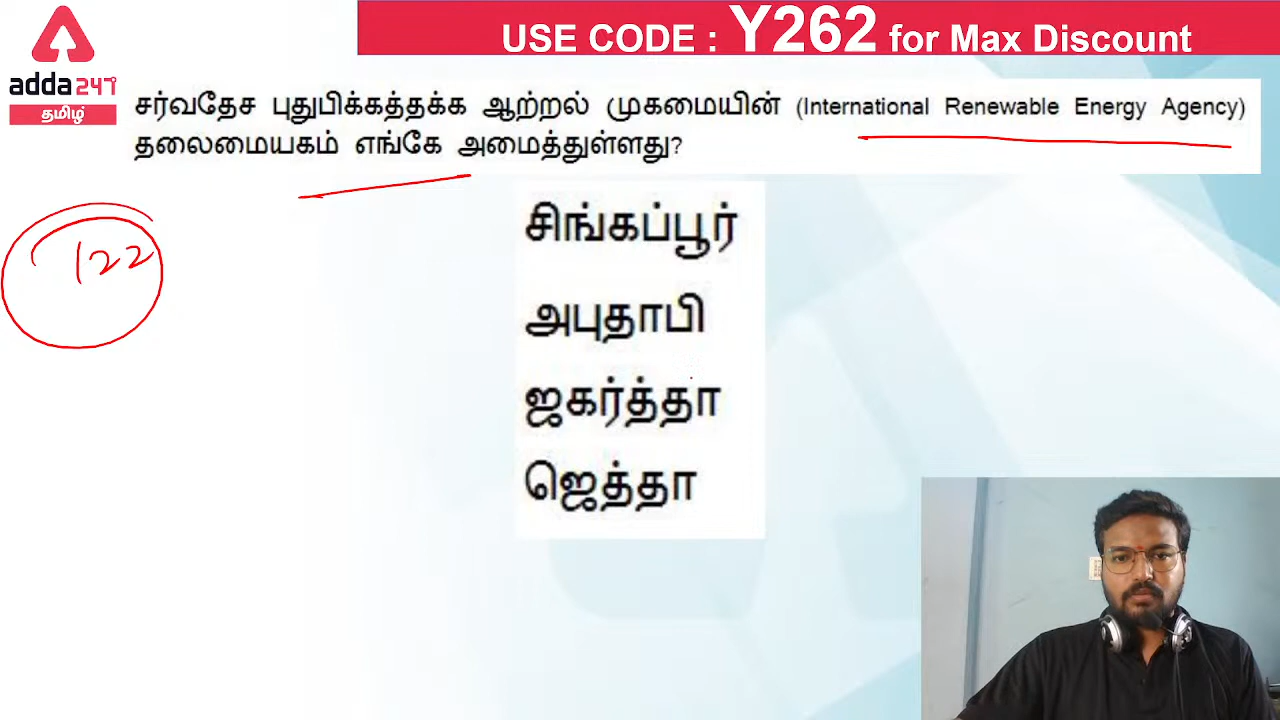 USE CODE : Y262 for Max Discount
adda247
தமிழ்
சர்வதேச புதுபிக்கத்தக்க ஆற்றல் முகமையின் (International Renewable Energy Agency)
தலைமையகம் எங்கே அமைத்துள்ளது?
122
சிங்கப்பூர்
அபுதாபி
ஜகர்த்தா
ஜெத்தா